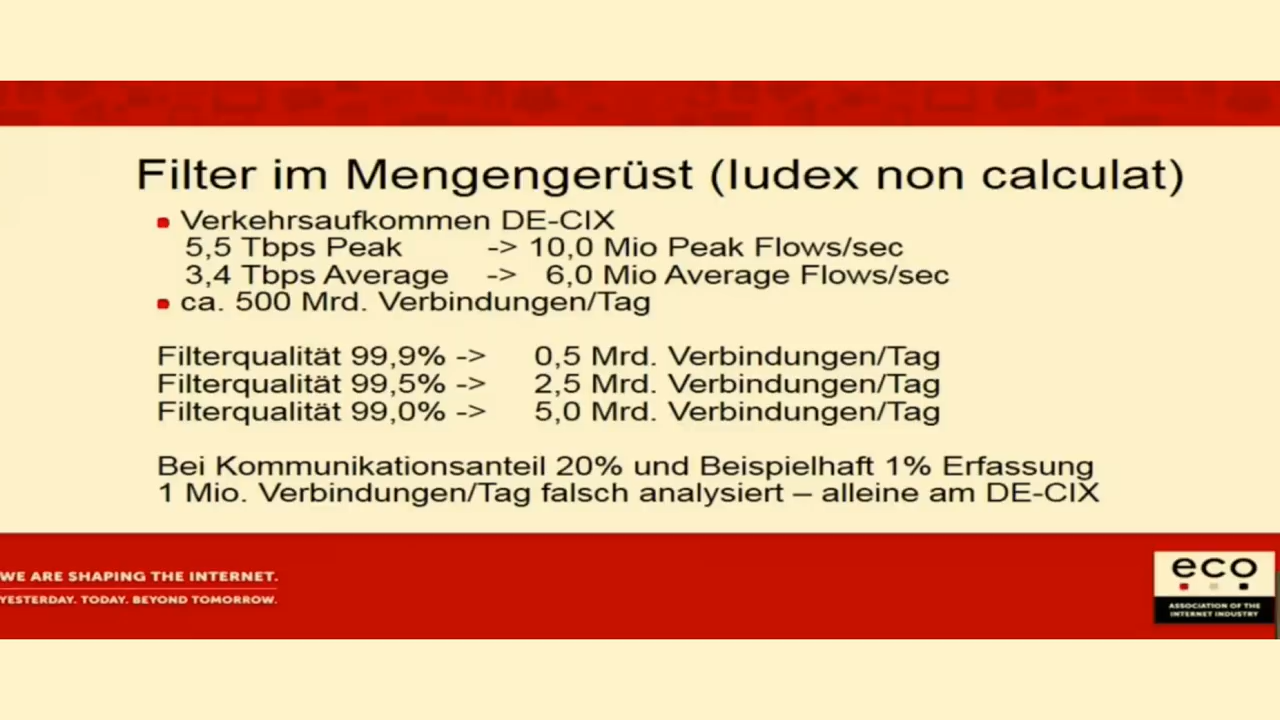 Filter im Mengengerüst (Iudex non calculat)
Verkehrsaufkommen DE-CIX
5,5 Tbps Peak -> 10,0 Mio Peak Flows/sec
3,4 Tbps Average -> 6,0 Mio Average Flows/sec
ca. 500 Mrd. Verbindungen/Tag
Filterqualität 99,9% -> 0,5 Mrd. Verbindungen/Tag
Filterqualität 99,5% -> 2,5 Mrd. Verbindungen/Tag
Filterqualität 99,0% -> 5,0 Mrd. Verbindungen/Tag
Bei Kommunikationsanteil 20% und Beispielhaft 1% Erfassung
1 Mio. Verbindungen/Tag falsch analysiert – alleine am DE-CIX
WE ARE SHAPING THE INTERNET.
YESTERDAY. TODAY. BEYOND TOMORROW.
eco
ASSOCIATION OF THE
INTERNET INDUSTRY